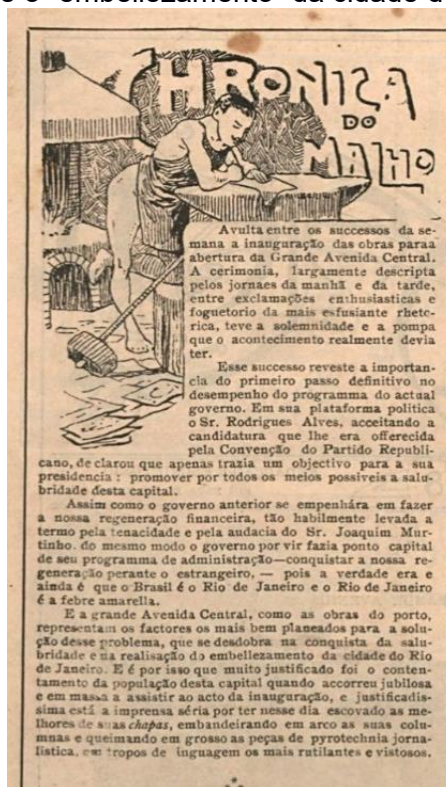 CHRONICA
DO
MALHO
Avulta entre os successos da se-
mana a inauguração das obras paraa
abertura da Grande Avenida Central.
A cerimonia, largamente descripta
pelos jornaes da manhã e da tarde,
entre exclamações enthusiasticas e
foguetorio da mais esfusiante rheto-
rica, teve a solemnidade e a pompa
que o acontecimento realmente devia
ter.
Esse successo reveste a importan-
cia do primeiro passo definitivo no
desempenho do programma do actual
governo. Em sua plataforma politica
o Sr. Rodrigues Alves, acceitando a
candidatura que lhe era offerecida
pela Convenção do Partido Republi-
cano, de clarou que apenas trazia um objectivo para a sua
presidencia : promover por todos os meios possiveis a salu-
bridade desta capital.
Assim como o governo anterior se empenhára em fazer
a nossa regeneração financeira, tão habilmente levada a
termo pela tenacidade e pela audacia do Sr. Joaquim Mur-
tinho. do mesmo modo o governo por vir fazia ponto capital
de seu programma de administração—conquistar a nossa re-
generação perante o estrangeiro, — pois a verdade era e
ainda é que o Brasil é o Rio de Janeiro e o Rio de Janeiro
é a febre amarella.
E a grande Avenida Central, como as obras do porto,
representam os factores os mais bem planeados para a solu-
ção desse problema, que se desdobra na conquista da salu-
bridade e na realisação do embellezamento da cidade do Rio
de Janeiro. E é por isso que muito justificado foi o conten-
tamento da população desta capital quando accorreu jubilosa
e em massa a assistir ao acto da inauguração, e justificadis-
sima está a imprensa séria por ter nesse dia escovado as me-
lhores de suas chapas, embandeirando em arco as suas colu-
mnas e queimando em grosso as peças de pyrotechnia jorna-
listica. em tropos de inguagem os mais rutilantes e vistosos.